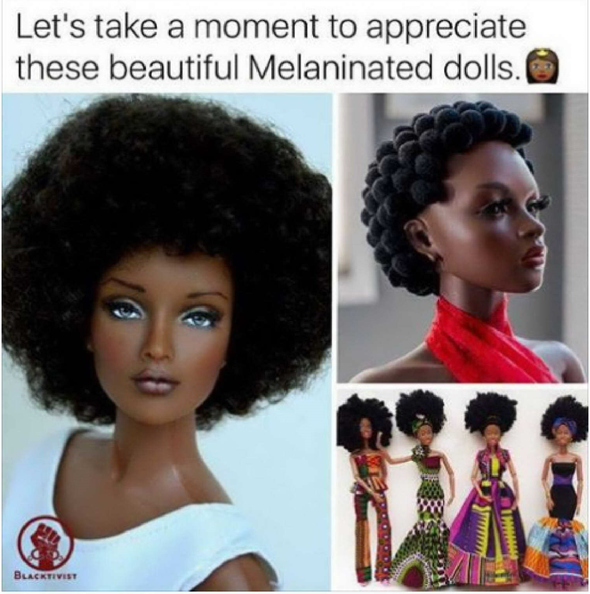 Let's take a moment to appreciate
these beautiful Melaninated dolls.
BLACKTIVIST